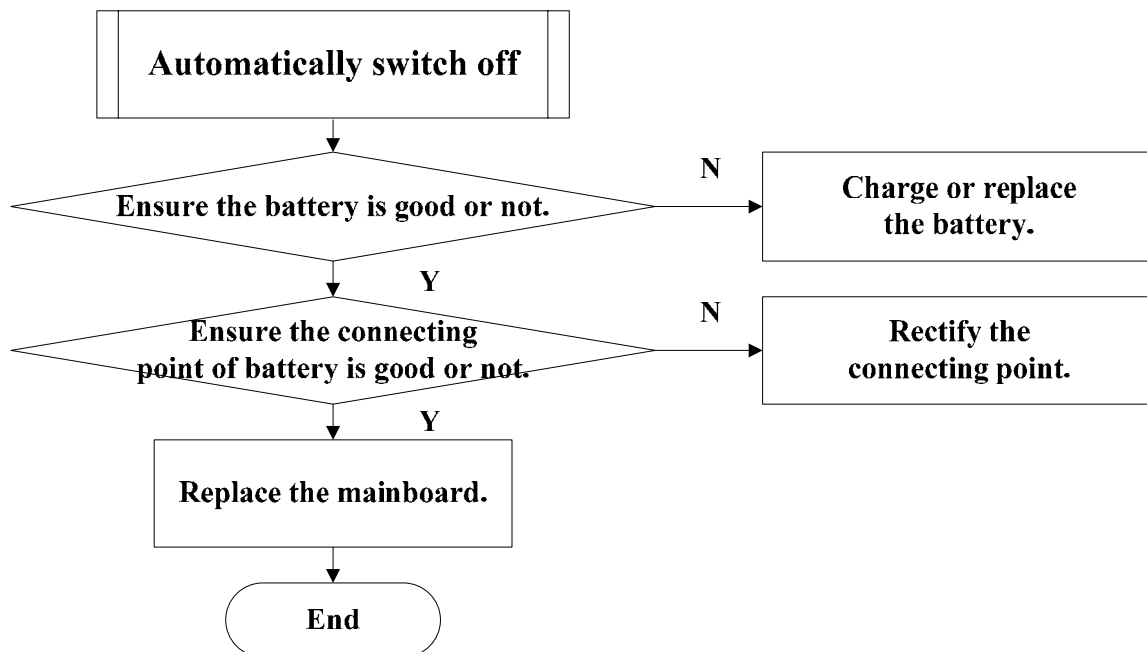 Automatically switch off
Ensure the battery is good or not.
N
Charge or replace
the battery.
Y
Ensure the connecting
point of battery is good or not.
N
Rectify the
connecting point.
Y
Replace the mainboard.
End